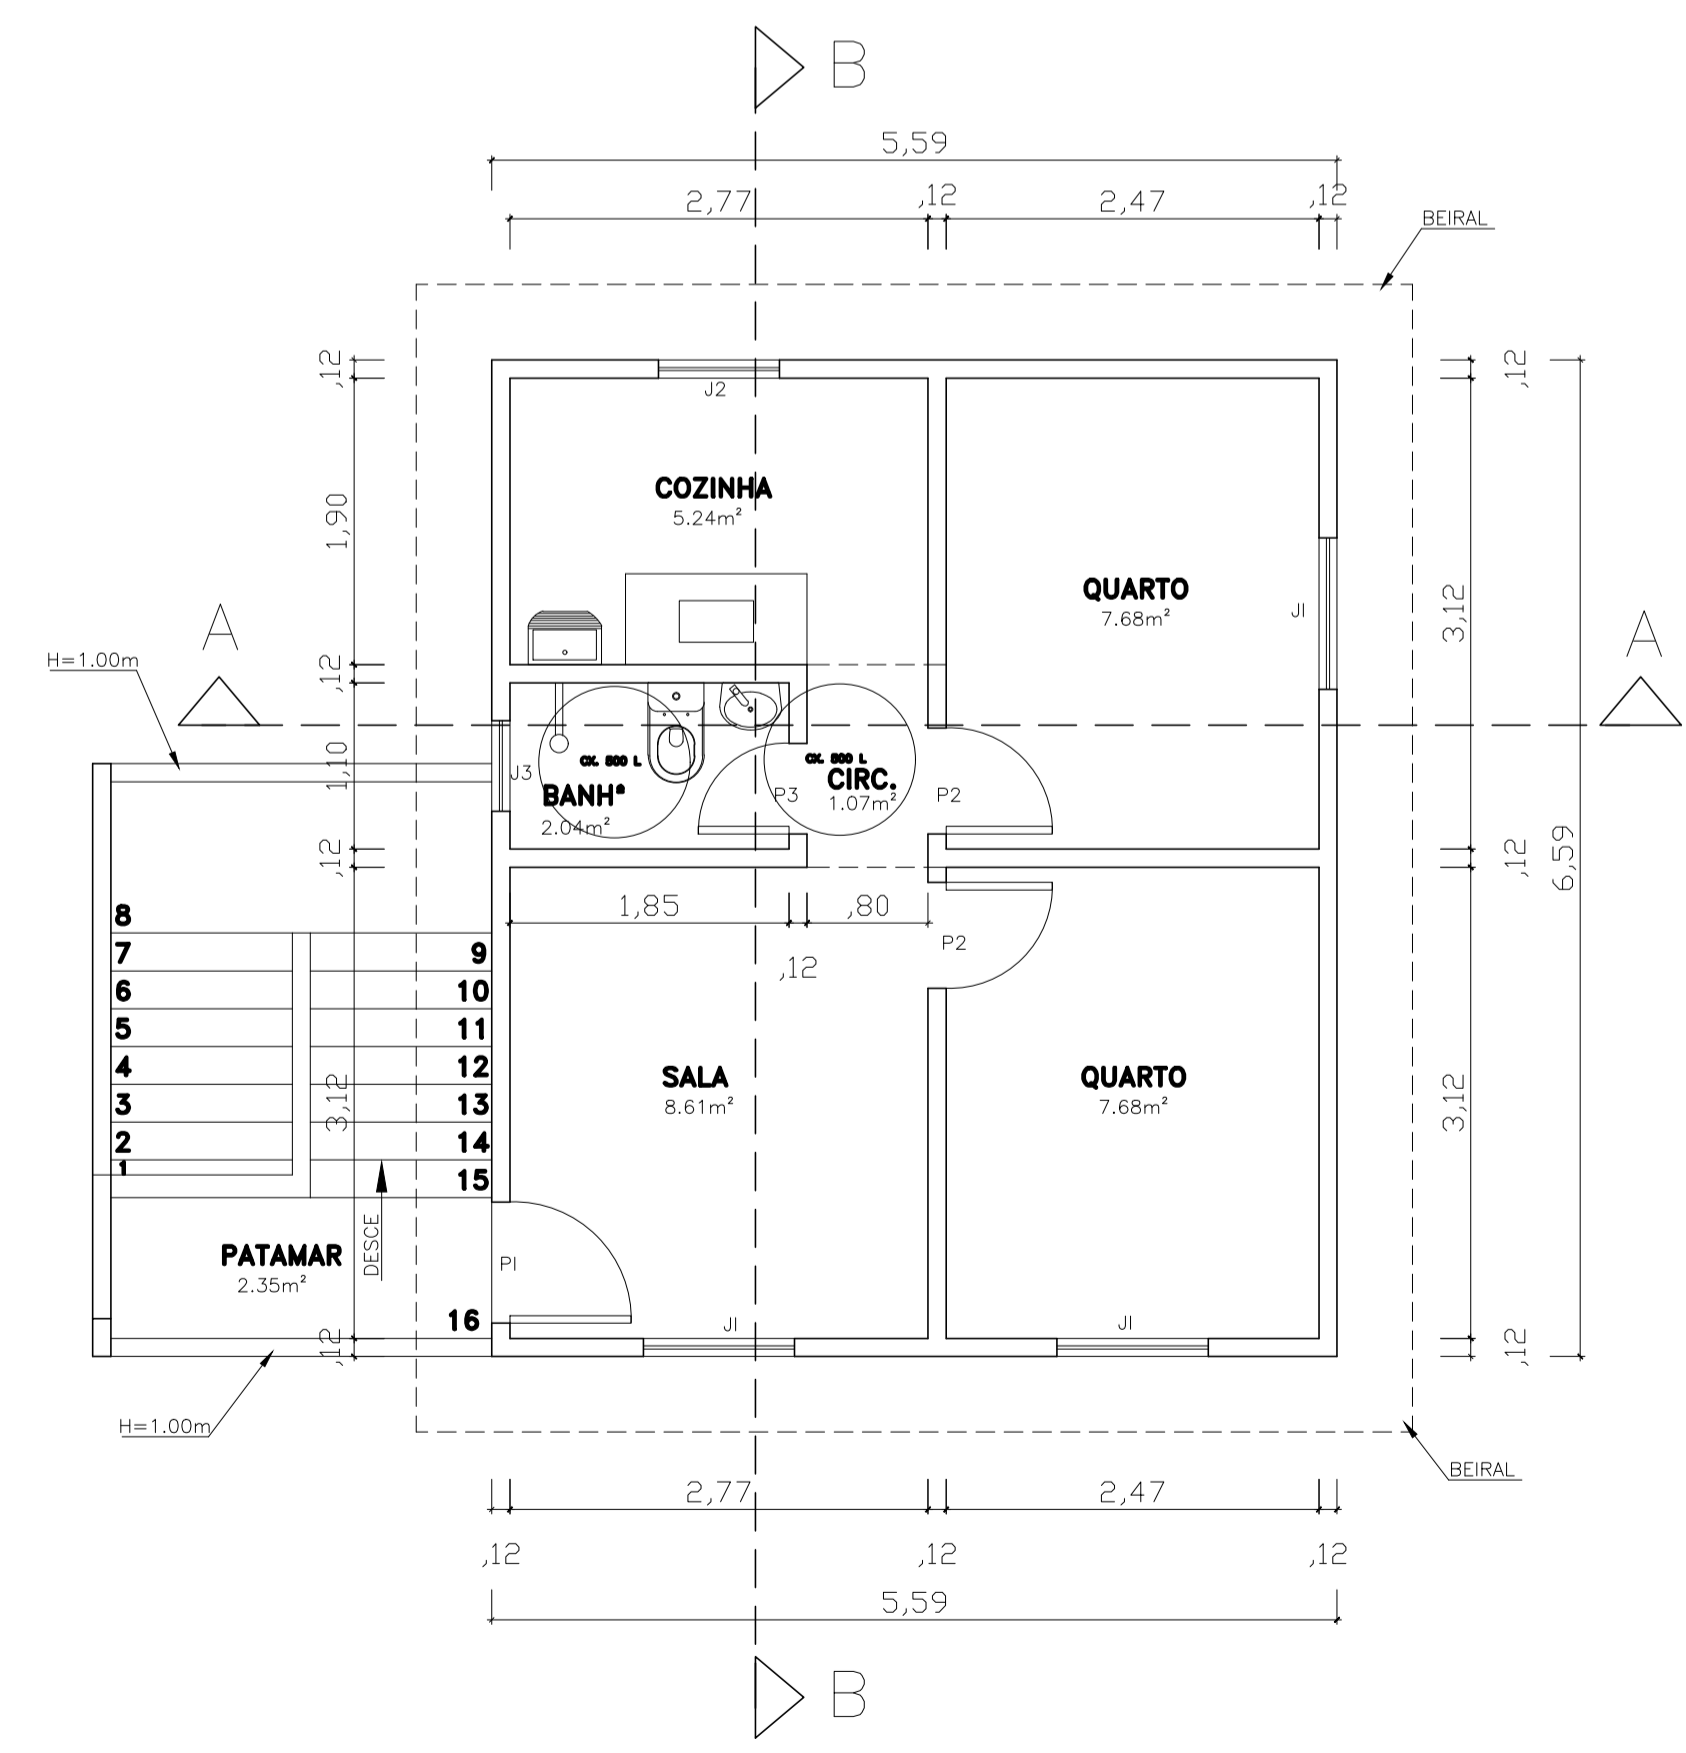 B
5,59
2,77
,12
2,47
,12
BEIRAL
,12
J2
,12
1,90
COZINHA
5.24m²
QUARTO
7.68m²
J1
3,12
A
A
H=1.00m
,12
1,10
J3
CX. 500 L
BANHº
2.04m²
P3
CX. 500 L
CIRC.
1.07m²
P2
,12
,12
6,59
1,85
,80
,12
P2
8
7
6
5
4
3
2
1
9
10
11
12
13
14
15
16
3,12
SALA
8.61m²
QUARTO
7.68m²
3,12
DESCE
PATAMAR
2.35m²
P1
J1
J1
,12
,12
H=1.00m
BEIRAL
2,77
2,47
,12
,12
,12
5,59
B